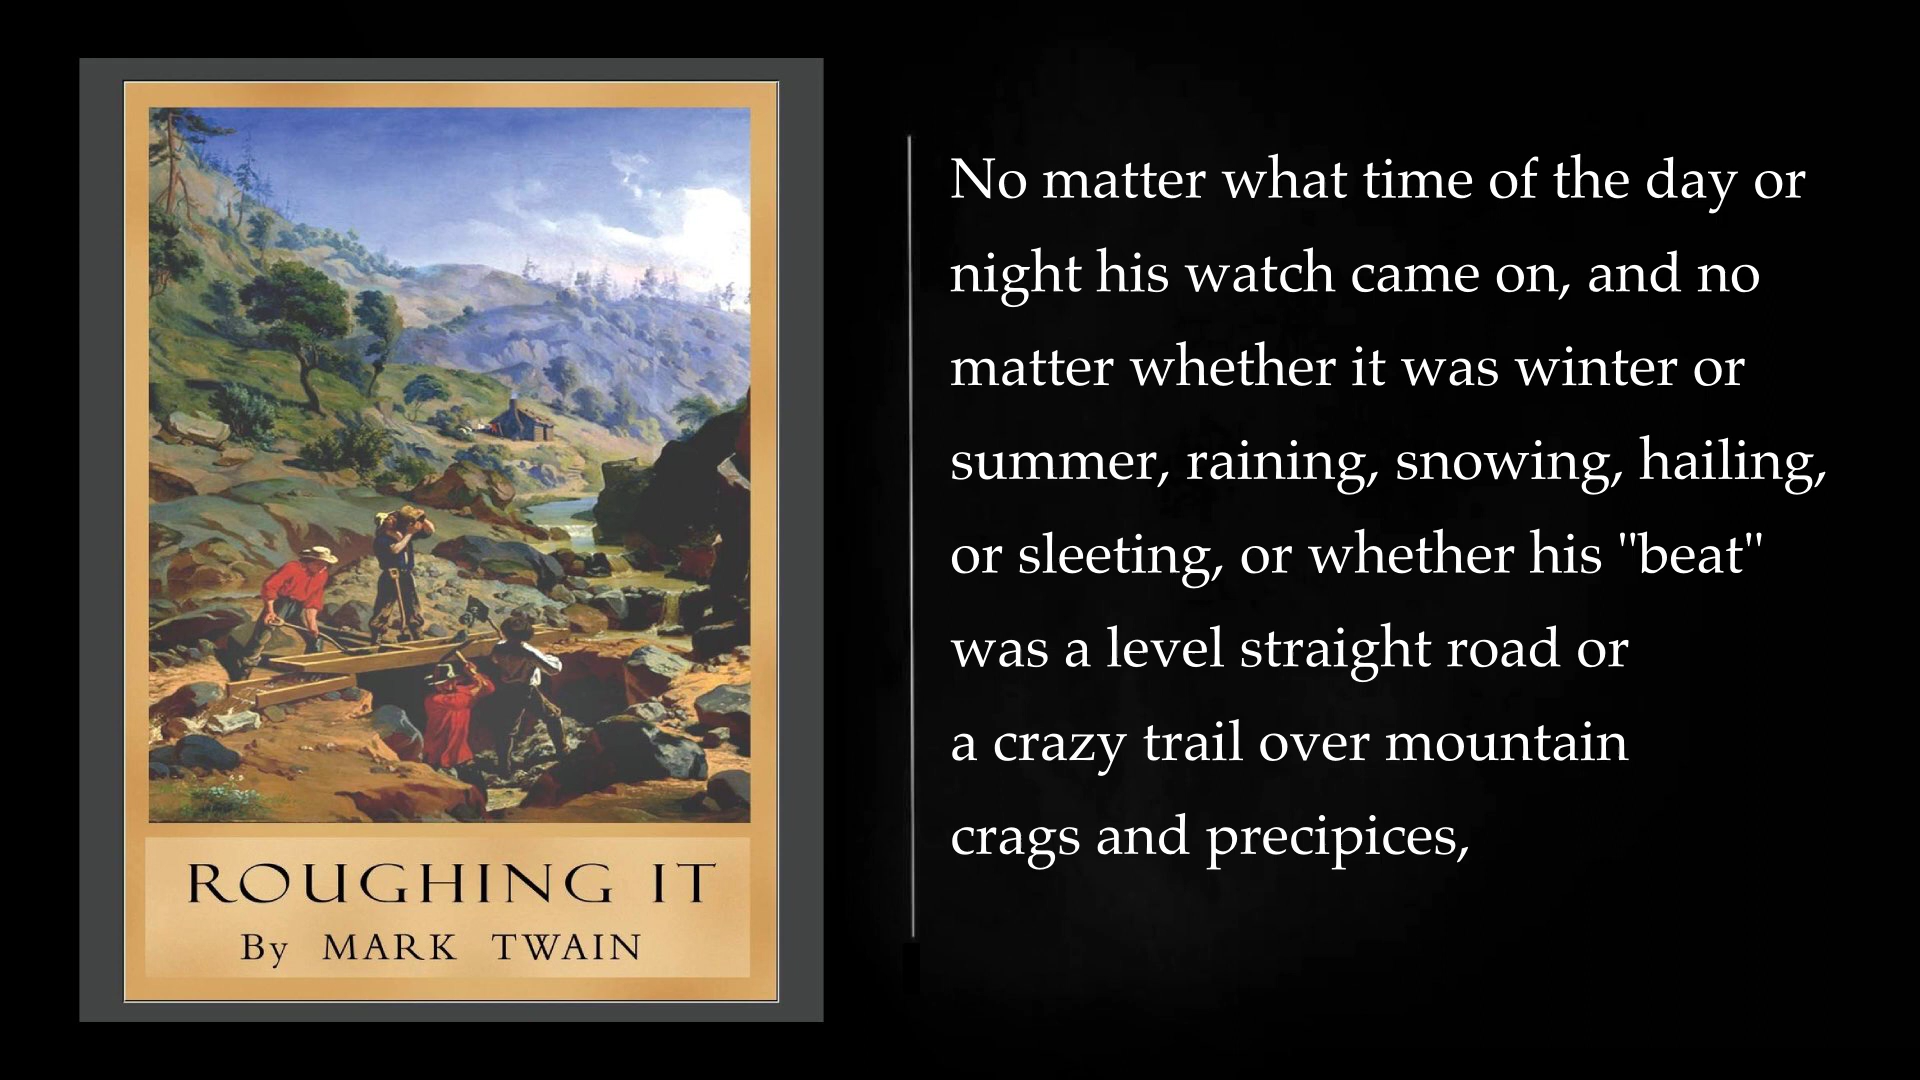 ROUGHING IT
By MARK TWAIN
No matter what time of the day or
night his watch came on, and no
matter whether it was winter or
summer, raining, snowing, hailing,
or sleeting, or whether his "beat"
was a level straight road or
a crazy trail over mountain
crags and precipices,